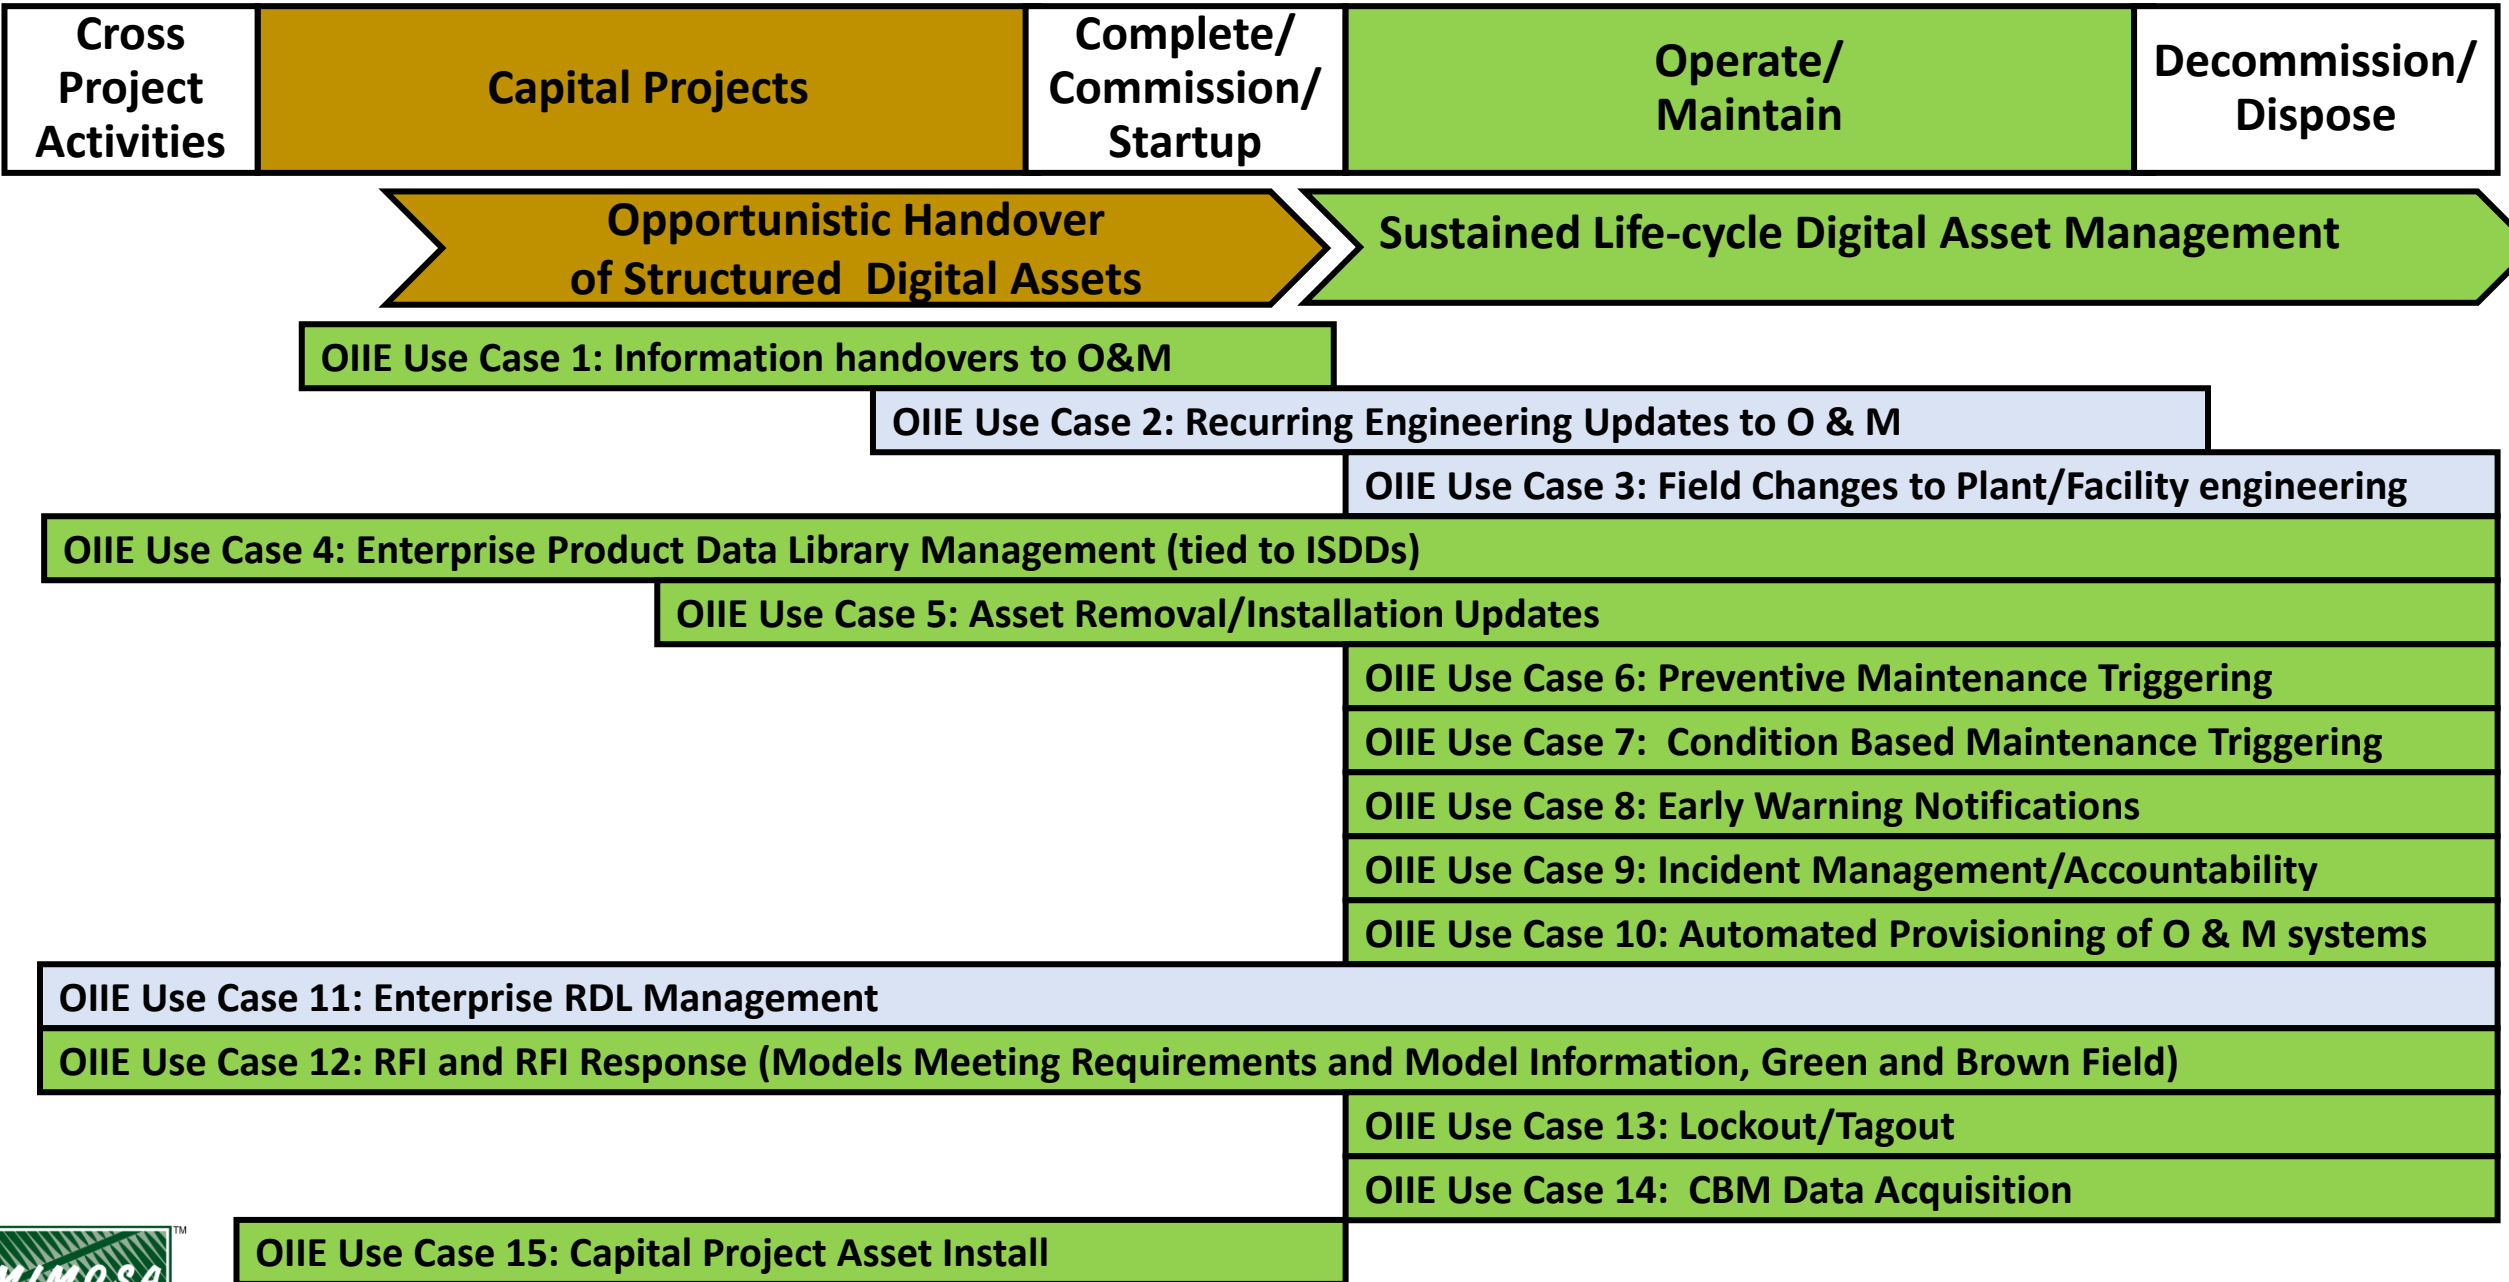 Cross
Project
Activities
Capital Projects
Complete/
Commission/
Startup
Operate/
Maintain
Decommission/
Dispose
Opportunistic Handover
of Structured  Digital Assets
Sustained Life-cycle Digital Asset Management
OIIE Use Case 1: Information handovers to O&M
OIIE Use Case 2: Recurring Engineering Updates to O & M
OIIE Use Case 3: Field Changes to Plant/Facility engineering
OIIE Use Case 4: Enterprise Product Data Library Management (tied to ISDDs)
OIIE Use Case 5: Asset Removal/Installation Updates
OIIE Use Case 6: Preventive Maintenance Triggering
OIIE Use Case 7:  Condition Based Maintenance Triggering
OIIE Use Case 8: Early Warning Notifications
OIIE Use Case 9: Incident Management/Accountability
OIIE Use Case 10: Automated Provisioning of O & M systems
OIIE Use Case 11: Enterprise RDL Management
OIIE Use Case 12: RFI and RFI Response (Models Meeting Requirements and Model Information, Green and Brown Field)
OIIE Use Case 13: Lockout/Tagout
OIIE Use Case 14:  CBM Data Acquisition
OIIE Use Case 15: Capital Project Asset Install
MIMOSA
TM